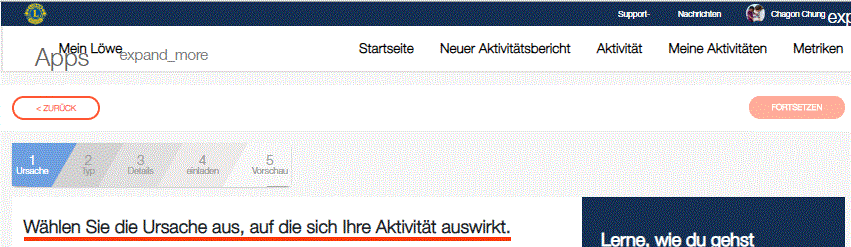 Support- Nachrichten Chagon Chung exp
Mein Löwe Apps expand_more Startseite Neuer Aktivitätsbericht Aktivität Meine Aktivitäten Metriken
< ZURÜCK FORTSETZEN
1 2 3 4 5
Ursache Typ Details einladen Vorschau
Wählen Sie die Ursache aus, auf die sich Ihre Aktivität auswirkt.
Lerne, wie du gehst